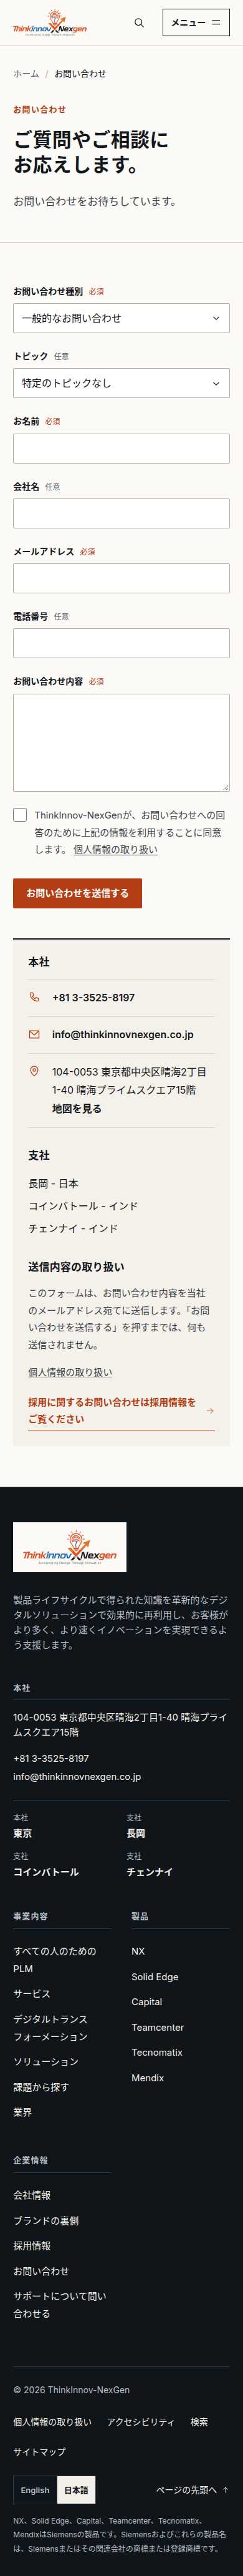 ThinkinnovXNexgen
メニュー
ホーム / お問い合わせ
お問い合わせ
ご質問やご相談に
お応えします。
お問い合わせをお待ちしています。
お問い合わせ種別 必須
一般的なお問い合わせ
トピック 任意
特定のトピックなし
お名前 必須
会社名 任意
メールアドレス 必須
電話番号 任意
お問い合わせ内容 必須
ThinkInnov-NexGenが、お問い合わせへの回
答のために上記の情報を利用することに同意
します。 個人情報の取り扱い
お問い合わせを送信する
本社
+81 3-3525-8197
info@thinkinnovnexgen.co.jp
104-0053 東京都中央区晴海2丁目
1-40 晴海プライムスクエア15階
地図を見る
支社
長岡 - 日本
コインバトール - インド
チェンナイ - インド
送信内容の取り扱い
このフォームは、お問い合わせ内容を当社
のメールアドレス宛てに送信します。「お問
い合わせを送信する」を押すまでは、何も
送信されません。
個人情報の取り扱い
採用に関するお問い合わせは採用情報を
ご覧ください →
ThinkinnovXNexgen
製品ライフサイクルで得られた知識を革新的なデジ
タルソリューションで効果的に再利用し、お客様が
より多く、より速くイノベーションを実現できるよ
う支援します。
本社
104-0053 東京都中央区晴海2丁目1-40 晴海プライ
ムスクエア15階
+81 3-3525-8197
info@thinkinnovnexgen.co.jp
本社 支社
東京 長岡
支社 支社
コインバトール チェンナイ
事業内容 製品
すべての人のための
PLM
サービス
デジタルトランス
フォーメーション
ソリューション
課題から探す
業界
NX
Solid Edge
Capital
Teamcenter
Tecnomatix
Mendix
企業情報
会社情報
ブランドの裏側
採用情報
お問い合わせ
サポートについて問い
合わせる
© 2026 ThinkInnov-NexGen
個人情報の取り扱い アクセシビリティ 検索
サイトマップ
English 日本語 ページの先頭へ ↑
NX、Solid Edge、Capital、Teamcenter、Tecnomatix、
MendixはSiemensの製品です。Siemensおよびこれらの製品名
は、Siemensまたはその関連会社の商標または登録商標です。